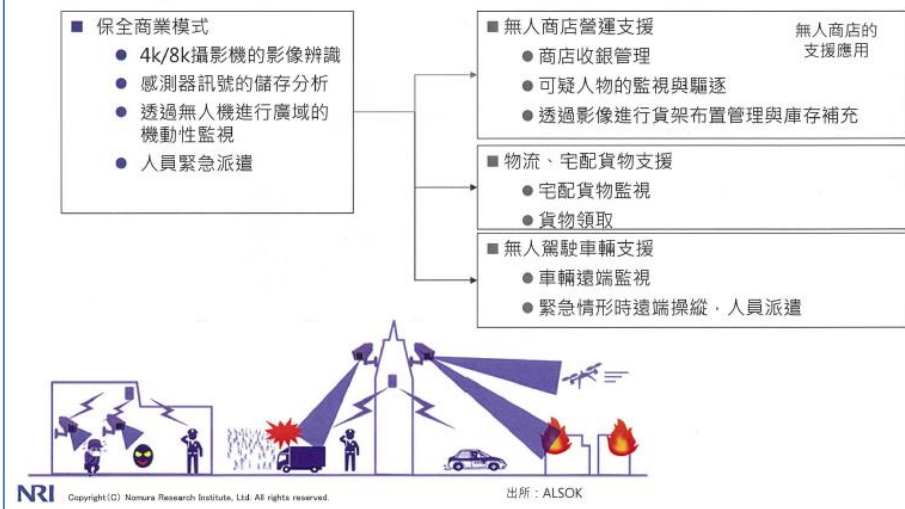 ■ 保全商業模式
● 4k/8k攝影機的影像辨識
● 感測器訊號的儲存分析
● 透過無人機進行廣域的
機動性監視
● 人員緊急派遣
■ 無人商店營運支援
● 商店收銀管理
● 可疑人物的監視與驅逐
● 透過影像進行貨架布置管理與庫存補充
無人商店的
支援應用
■ 物流、宅配貨物支援
● 宅配貨物監視
● 貨物領取
■ 無人駕駛車輛支援
● 車輛遠端監視
● 緊急情形時遠端操縱，人員派遣
NRI Copyright(C) Nomura Research Institute, Ltd. All rights reserved.
出所：ALSOK